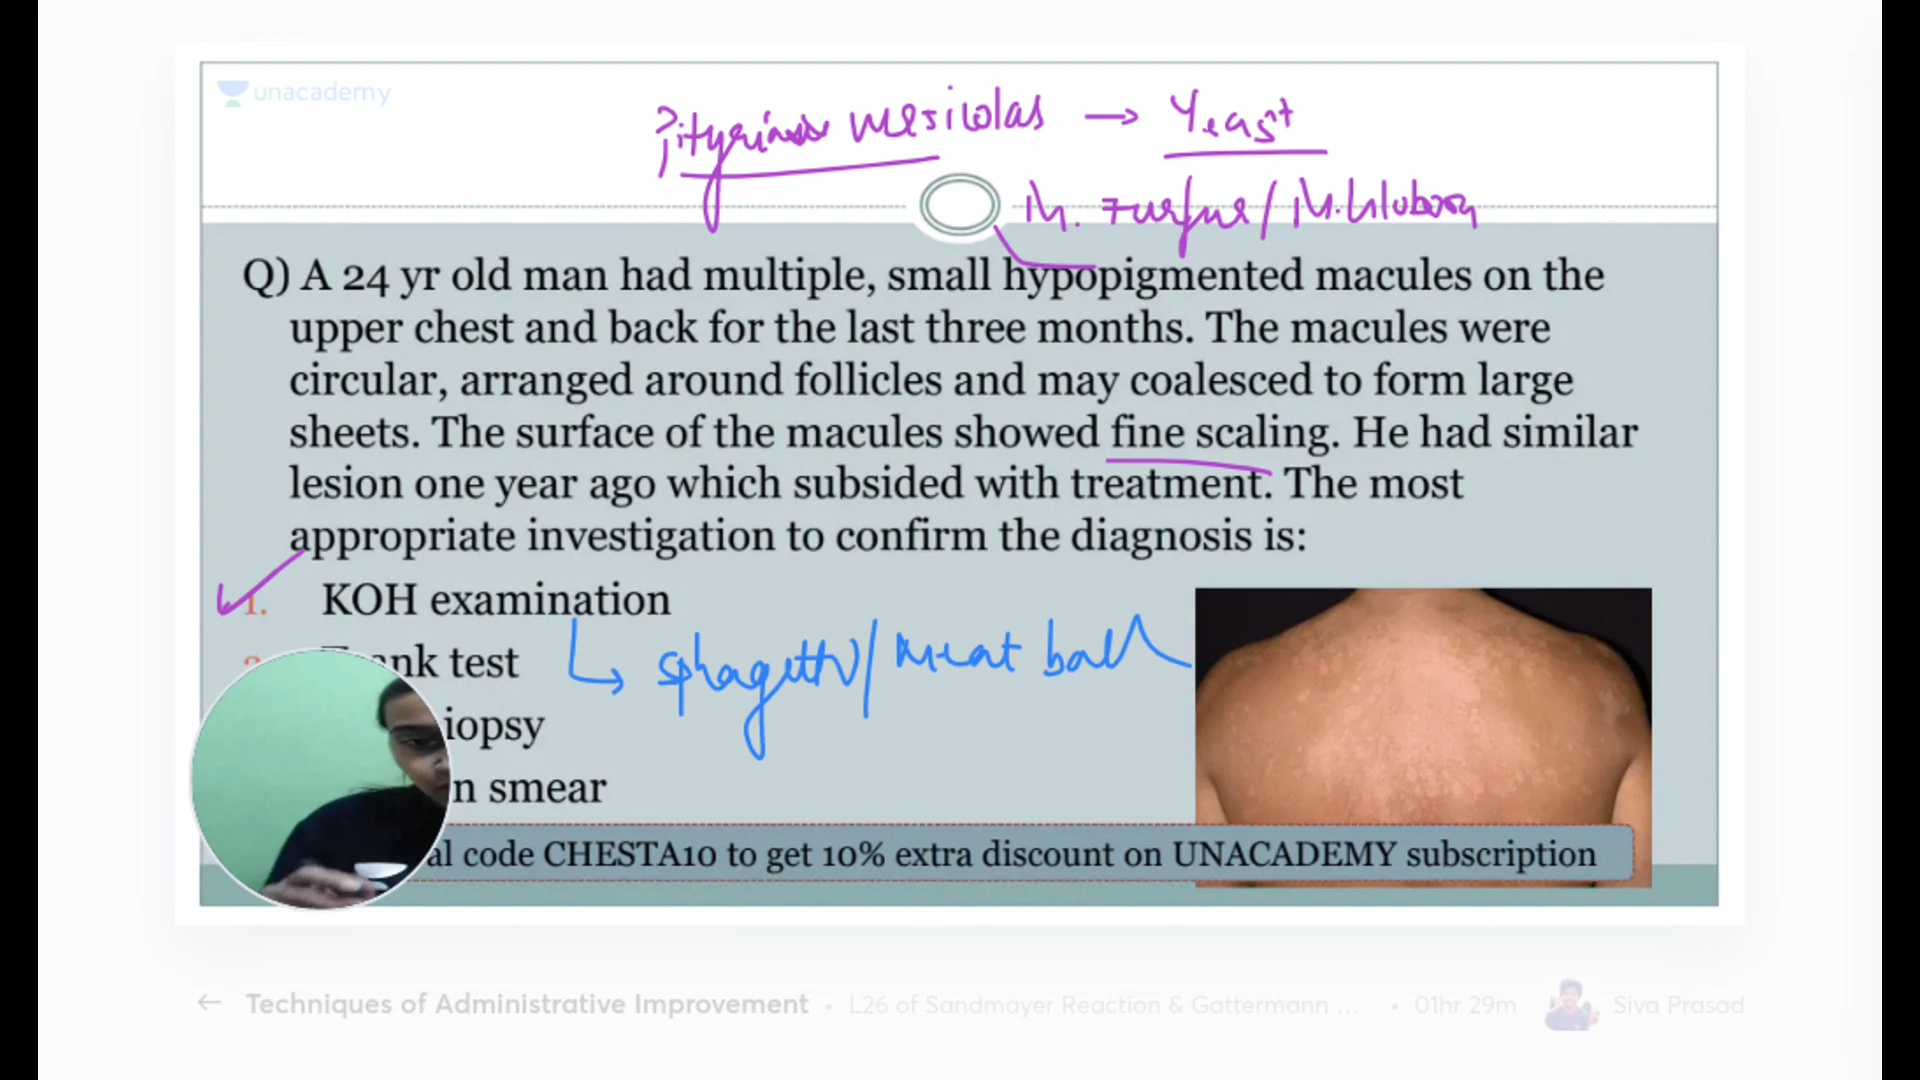 unacademy
Pityriasis versicolar → Yeast
M. Furfur / M. Globosa
Q) A 24 yr old man had multiple, small hypopigmented macules on the
upper chest and back for the last three months. The macules were
circular, arranged around follicles and may coalesced to form large
sheets. The surface of the macules showed fine scaling. He had similar
lesion one year ago which subsided with treatment. The most
appropriate investigation to confirm the diagnosis is:
1. KOH examination
nk test
sphagetti / meat ball
iopsy
n smear
al code CHESTA10 to get 10% extra discount on UNACADEMY subscription
← Techniques of Administrative Improvement • L26 of Sandmayer Reaction & Gattermann ... • 01hr 29m Siva Prasad